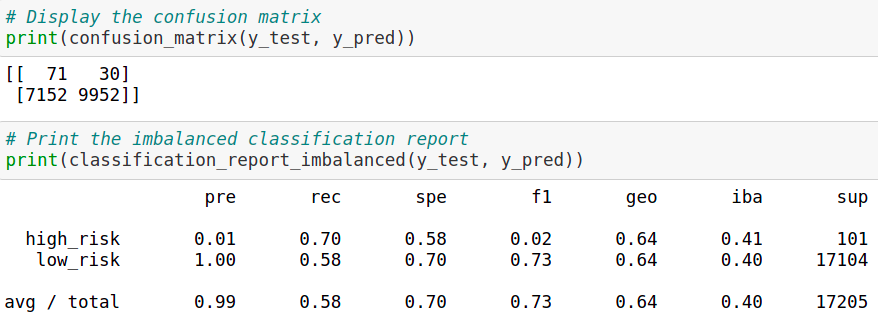 # Display the confusion matrix
print(confusion_matrix(y_test, y_pred))
[[  71   30]
 [7152 9952]]
# Print the imbalanced classification report
print(classification_report_imbalanced(y_test, y_pred))
                   pre       rec       spe        f1       geo       iba       sup
  high_risk       0.01      0.70      0.58      0.02      0.64      0.41       101
   low_risk       1.00      0.58      0.70      0.73      0.64      0.40     17104
avg / total       0.99      0.58      0.70      0.73      0.64      0.40     17205